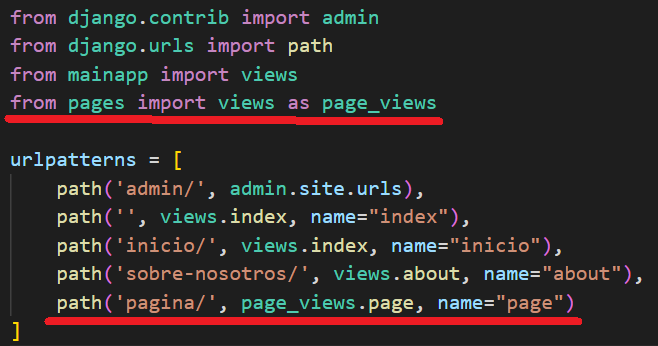 from django.contrib import admin
from django.urls import path
from mainapp import views
from pages import views as page_views
urlpatterns = [
path('admin/', admin.site.urls),
path('', views.index, name="index"),
path('inicio/', views.index, name="inicio"),
path('sobre-nosotros/', views.about, name="about"),
path('pagina/', page_views.page, name="page")
]